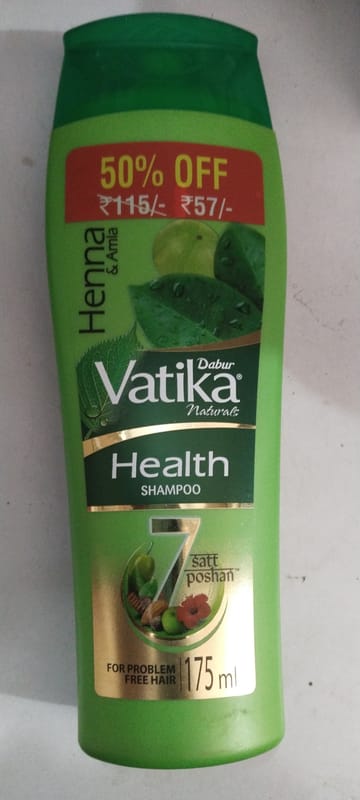 50% OFF
₹115/- ₹57/-
Henna
& Amla
Dabur
Vatika®
Naturals
Health
SHAMPOO
7
satt
poshan™
FOR PROBLEM
FREE HAIR
175 ml